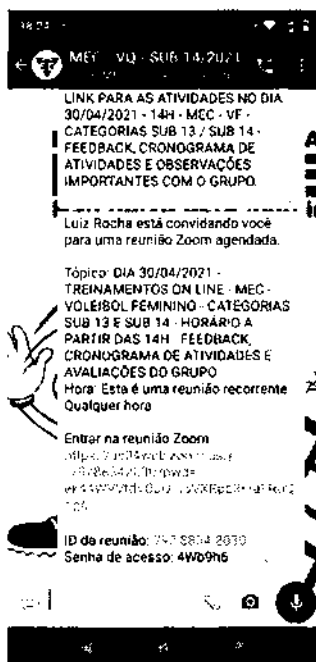 MEC - VQ - SUB 14/2021
LINK PARA AS ATIVIDADES NO DIA
30/04/2021 - 14H - MEC - VF -
CATEGORIAS SUB 13 / SUB 14 -
FEEDBACK, CRONOGRAMA DE
ATIVIDADES E OBSERVAÇÕES
IMPORTANTES COM O GRUPO.
Luiz Rocha está convidando você
para uma reunião Zoom agendada.
Tópico: DIA 30/04/2021 -
TREINAMENTOS ON LINE - MEC -
VOLEIBOL FEMININO - CATEGORIAS
SUB 13 E SUB 14 - HORÁRIO A
PARTIR DAS 14H - FEEDBACK,
CRONOGRAMA DE ATIVIDADES E
AVALIAÇÕES DO GRUPO
Hora: Esta é uma reunião recorrente
Qualquer hora
Entrar na reunião Zoom
ID da reunião:
Senha de acesso: 4Wb9h6